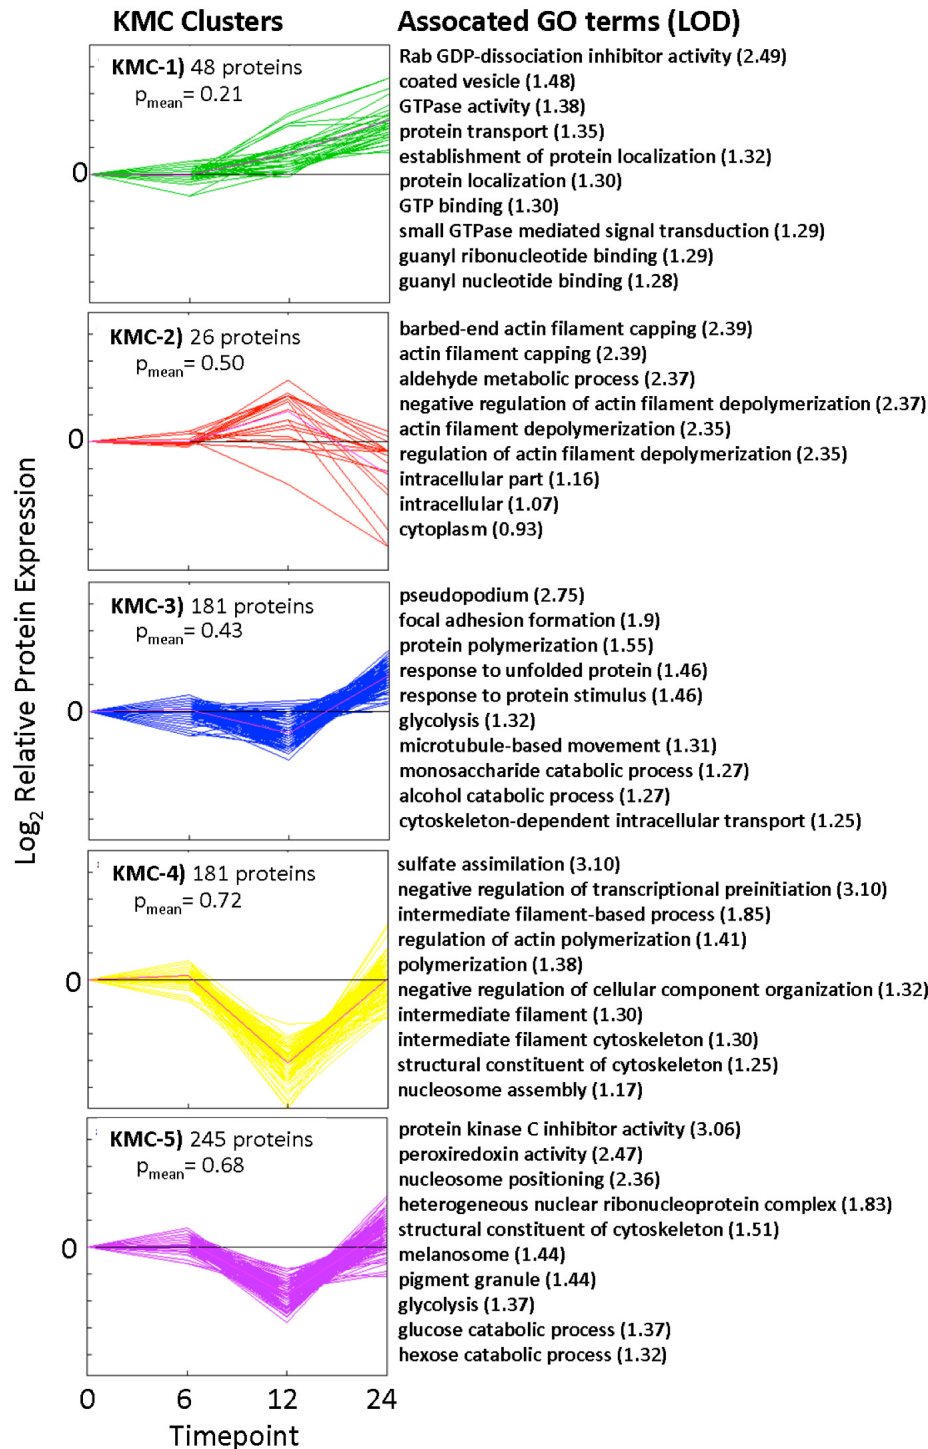 KMC Clusters
Assocated GO terms (LOD)
Log2 Relative Protein Expression
KMC-1) 48 proteins
pmean= 0.21
0
Rab GDP-dissociation inhibitor activity (2.49)
coated vesicle (1.48)
GTPase activity (1.38)
protein transport (1.35)
establishment of protein localization (1.32)
protein localization (1.30)
GTP binding (1.30)
small GTPase mediated signal transduction (1.29)
guanyl ribonucleotide binding (1.29)
guanyl nucleotide binding (1.28)
KMC-2) 26 proteins
pmean= 0.50
0
barbed-end actin filament capping (2.39)
actin filament capping (2.39)
aldehyde metabolic process (2.37)
negative regulation of actin filament depolymerization (2.37)
actin filament depolymerization (2.35)
regulation of actin filament depolymerization (2.35)
intracellular part (1.16)
intracellular (1.07)
cytoplasm (0.93)
KMC-3) 181 proteins
pmean= 0.43
0
pseudopodium (2.75)
focal adhesion formation (1.9)
protein polymerization (1.55)
response to unfolded protein (1.46)
response to protein stimulus (1.46)
glycolysis (1.32)
microtubule-based movement (1.31)
monosaccharide catabolic process (1.27)
alcohol catabolic process (1.27)
cytoskeleton-dependent intracellular transport (1.25)
KMC-4) 181 proteins
pmean= 0.72
0
sulfate assimilation (3.10)
negative regulation of transcriptional preinitiation (3.10)
intermediate filament-based process (1.85)
regulation of actin polymerization (1.41)
polymerization (1.38)
negative regulation of cellular component organization (1.32)
intermediate filament (1.30)
intermediate filament cytoskeleton (1.30)
structural constituent of cytoskeleton (1.25)
nucleosome assembly (1.17)
KMC-5) 245 proteins
pmean= 0.68
0
protein kinase C inhibitor activity (3.06)
peroxiredoxin activity (2.47)
nucleosome positioning (2.36)
heterogeneous nuclear ribonucleoprotein complex (1.83)
structural constituent of cytoskeleton (1.51)
melanosome (1.44)
pigment granule (1.44)
glycolysis (1.37)
glucose catabolic process (1.37)
hexose catabolic process (1.32)
0 6 12 24
Timepoint